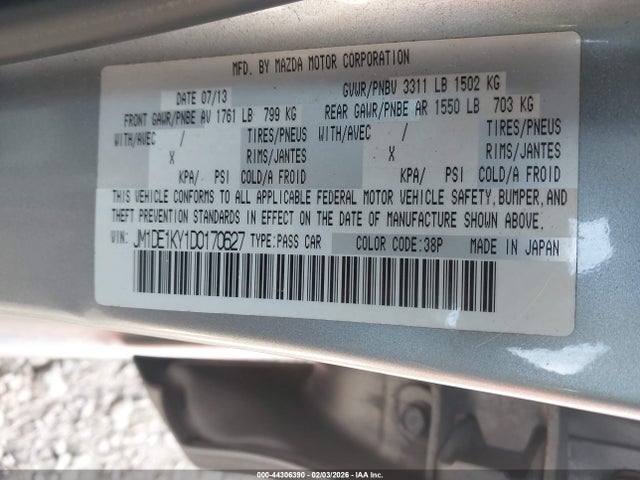 MFD. BY MAZDA MOTOR CORPORATION
DATE 07/13 GVWR/PNBV 3311 LB 1502 KG
FRONT GAWR/PNBE AV 1761 LB 799 KG REAR GAWR/PNBE AR 1550 LB 703 KG
WITH/AVEC / TIRES/PNEUS WITH/AVEC / TIRES/PNEUS
X RIMS/JANTES X RIMS/JANTES
KPA/ PSI COLD/A FROID KPA/ PSI COLD/A FROID
THIS VEHICLE CONFORMS TO ALL APPLICABLE FEDERAL MOTOR VEHICLE SAFETY, BUMPER, AND
THEFT PREVENTION STANDARDS IN EFFECT ON THE DATE OF MANUFACTURE SHOWN ABOVE.
VIN: JM1DE1KY1D0170627 TYPE:PASS CAR COLOR CODE:38P MADE IN JAPAN
000-44306390 - 02/03/2026 - IAA Inc.